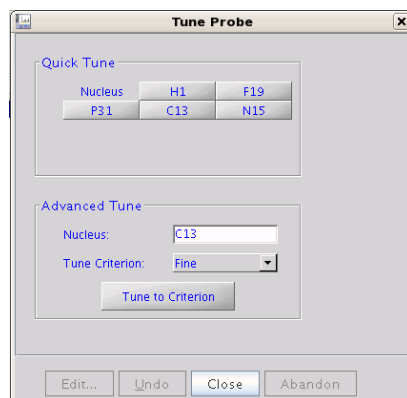 Tune Probe
Quick Tune
Nucleus H1 F19
P31 C13 N15
Advanced Tune
Nucleus: C13
Tune Criterion: Fine
Tune to Criterion
Edit... Undo Close Abandon